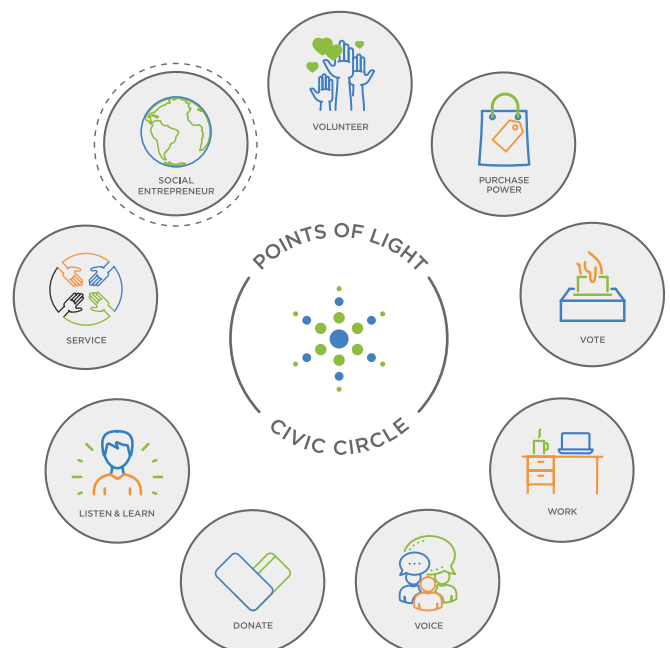 VOLUNTEER
SOCIAL
ENTREPRENEUR
PURCHASE
POWER
POINTS OF LIGHT
SERVICE
VOTE
CIVIC CIRCLE
LISTEN & LEARN
WORK
DONATE
VOICE